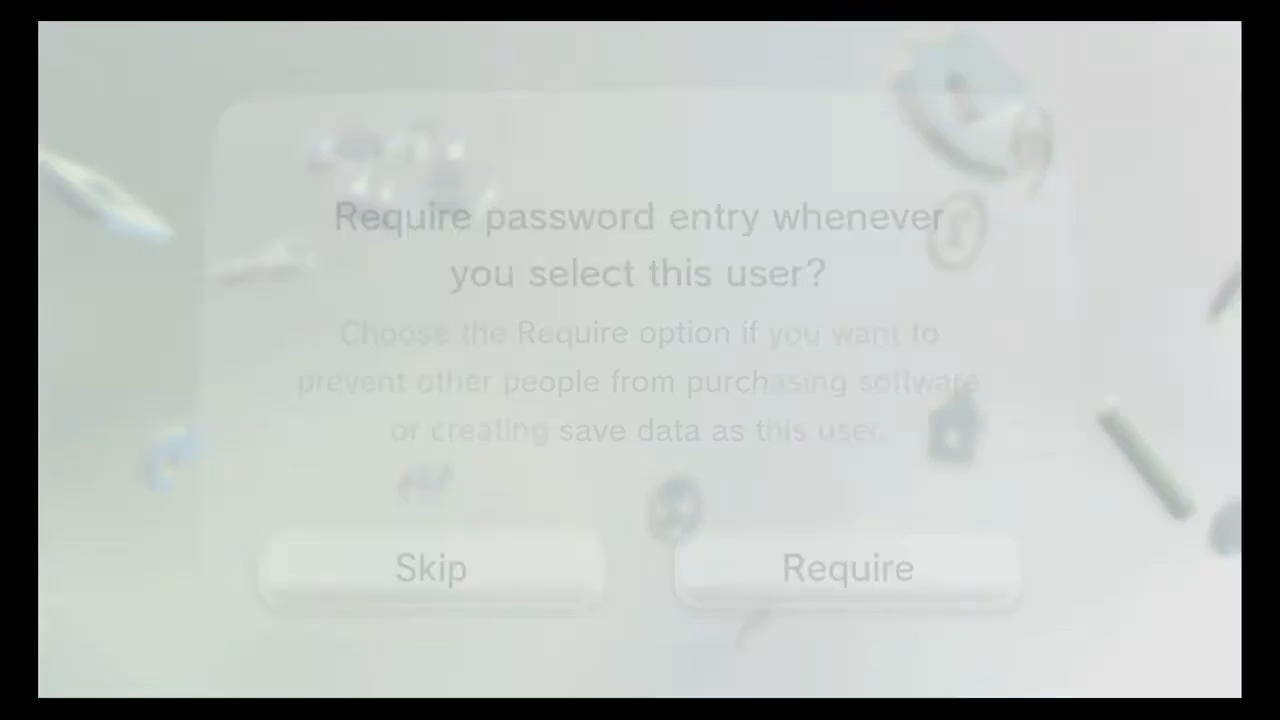 Require password entry whenever
you select this user?
Choose the Require option if you want to
prevent other people from purchasing software
or creating save data as this user.
Skip
Require